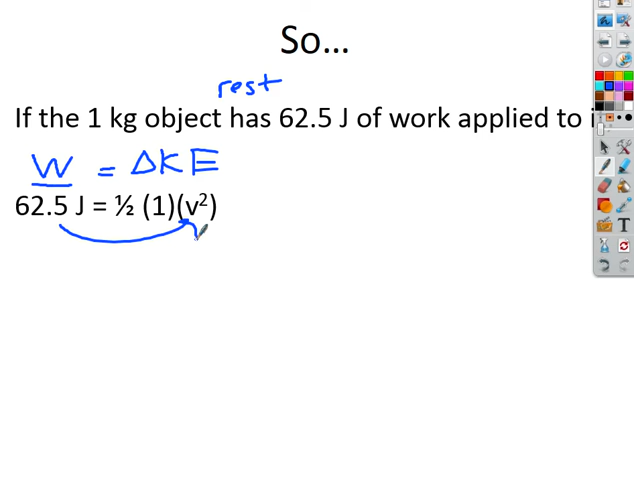 So...
rest
If the 1 kg object has 62.5 J of work applied to
W = ΔKE
62.5 J = ½ (1)(v²)
T